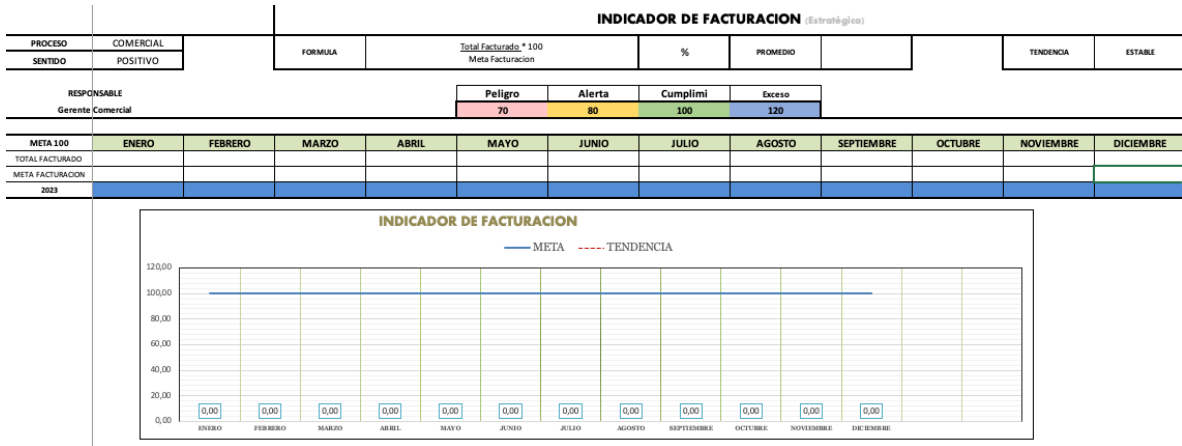 INDICADOR DE FACTURACION (Estratégico)
PROCESO COMERCIAL
SENTIDO POSITIVO
FORMULA
Total Facturado * 100
Meta Facturacion
%
PROMEDIO
TENDENCIA
ESTABLE
RESPONSABLE
Gerente Comercial
Peligro Alerta Cumplimi Exceso
70 80 100 120
META 100 ENERO FEBRERO MARZO ABRIL MAYO JUNIO JULIO AGOSTO SEPTIEMBRE OCTUBRE NOVIEMBRE DICIEMBRE
TOTAL FACTURADO
META FACTURACION
2023
INDICADOR DE FACTURACION
META TENDENCIA
120,00
100,00
80,00
60,00
40,00
20,00
0,00
0,00 0,00 0,00 0,00 0,00 0,00 0,00 0,00 0,00 0,00 0,00 0,00
ENERO FEBRERO MARZO ABRIL MAYO JUNIO JULIO AGOSTO SEPTIEMBRE OCTUBRE NOVIEMBRE DICIEMBRE